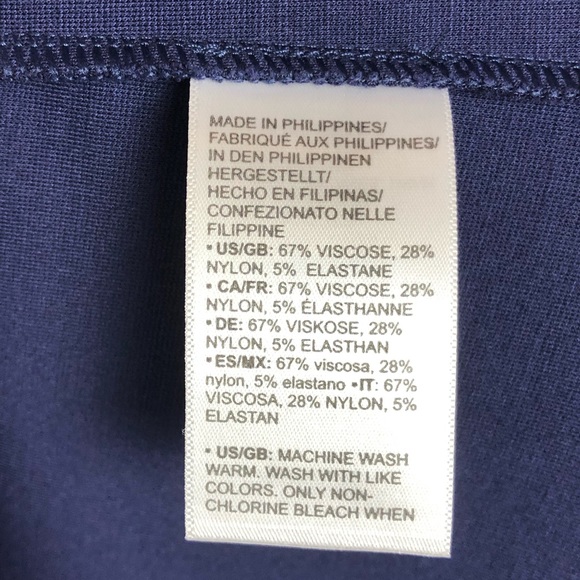 MADE IN PHILIPPINES/
FABRIQUÉ AUX PHILIPPINES/
IN DEN PHILIPPINEN
HERGESTELLT/
HECHO EN FILIPINAS/
CONFEZIONATO NELLE
FILIPPINE
• US/GB: 67% VISCOSE, 28%
NYLON, 5% ELASTANE
• CA/FR: 67% VISCOSE, 28%
NYLON, 5% ÉLASTHANNE
• DE: 67% VISKOSE, 28%
NYLON, 5% ELASTHAN
• ES/MX: 67% viscosa, 28%
nylon, 5% elastano • IT: 67%
VISCOSA, 28% NYLON, 5%
ELASTAN
• US/GB: MACHINE WASH
WARM. WASH WITH LIKE
COLORS. ONLY NON-
CHLORINE BLEACH WHEN